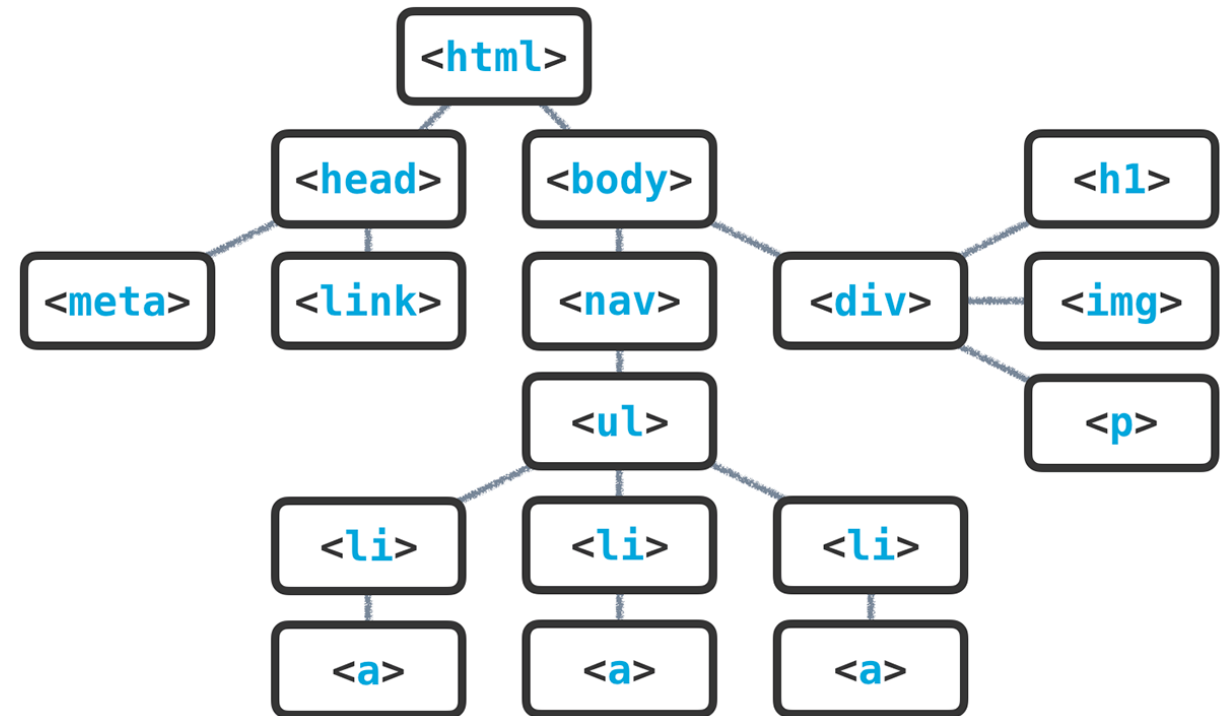 <html>
<head> <body> <h1>
<meta> <link> <nav> <div> <img>
<ul> <p>
<li> <li> <li>
<a> <a> <a>